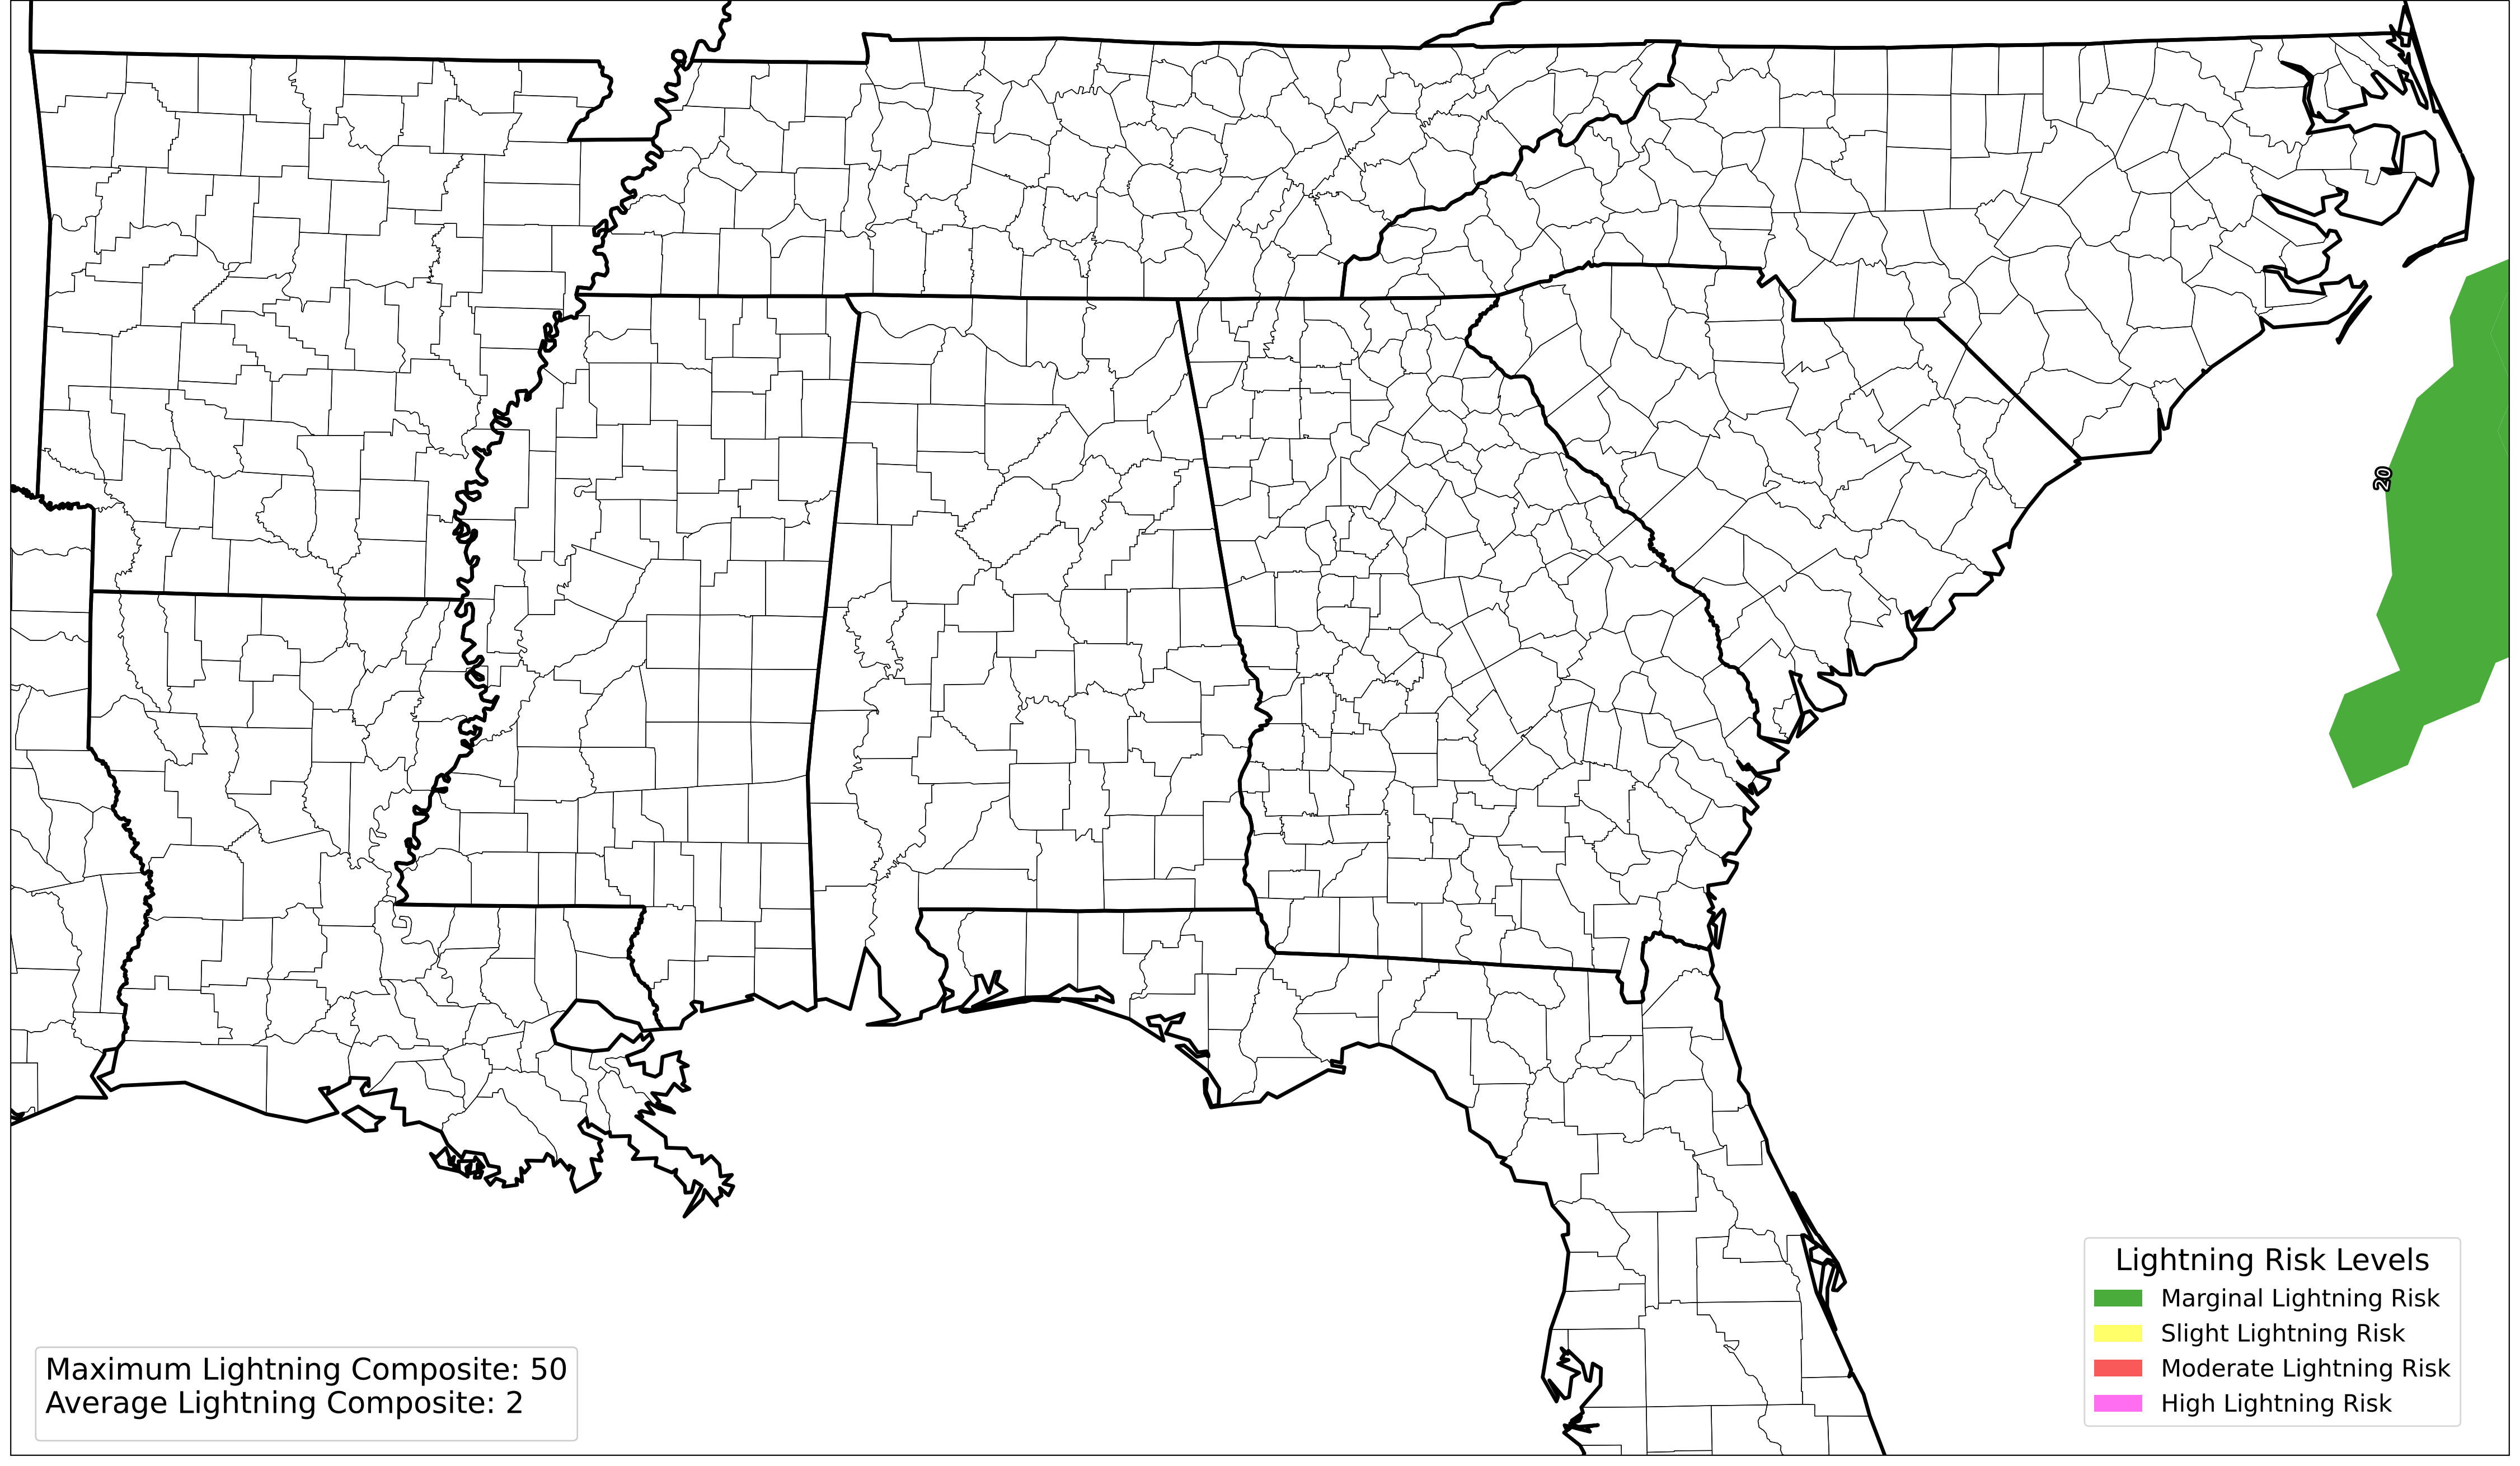 20
Lightning Risk Levels
Marginal Lightning Risk
Slight Lightning Risk
Moderate Lightning Risk
High Lightning Risk
Maximum Lightning Composite: 50
Average Lightning Composite: 2